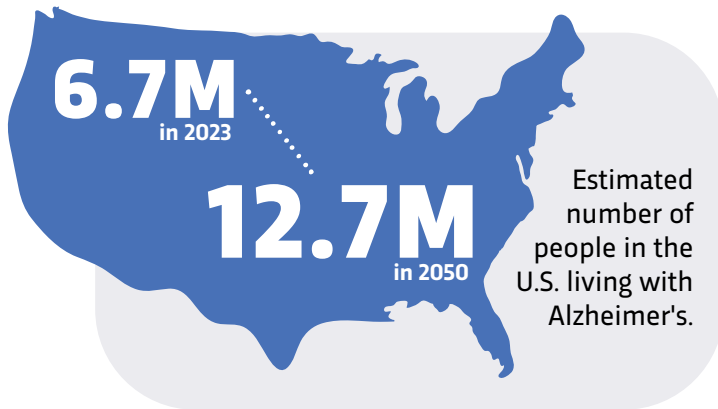 6.7M
in 2023
12.7M
in 2050
Estimated
number of
people in the
U.S. living with
Alzheimer's.